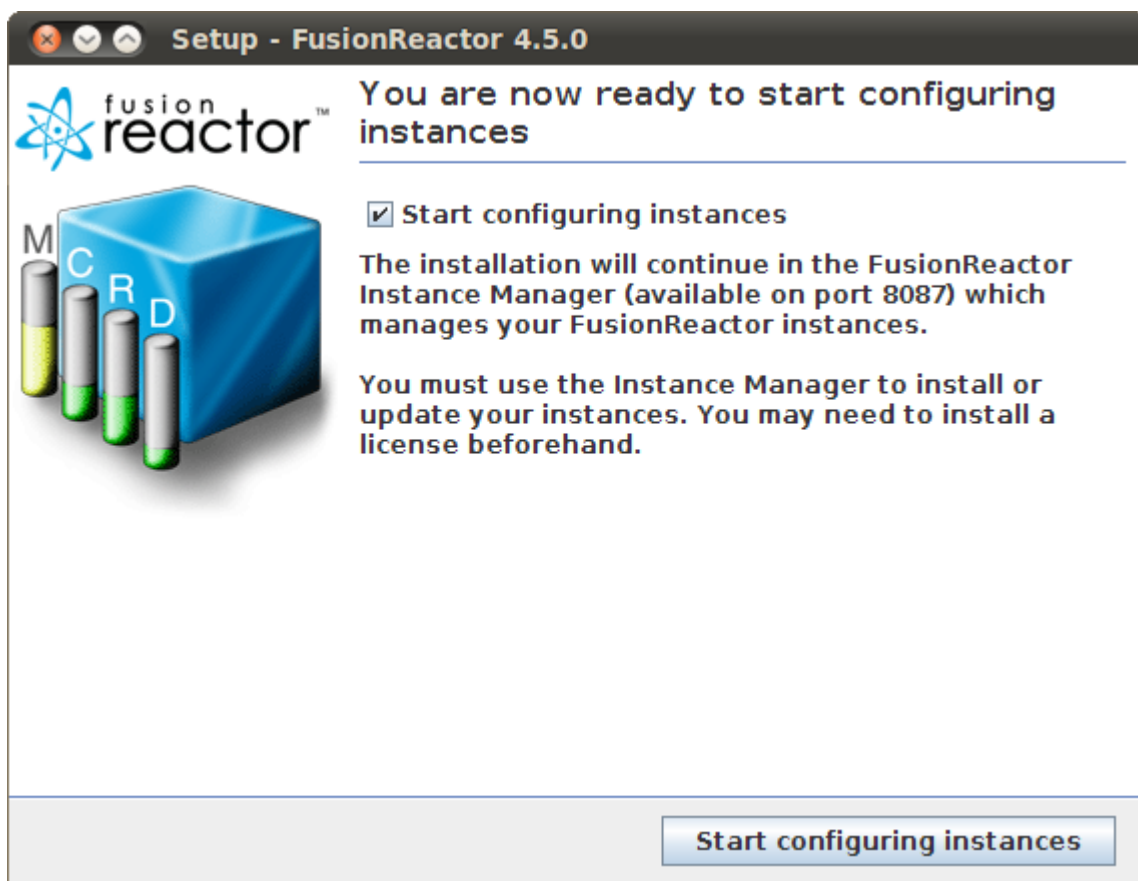 Setup - FusionReactor 4.5.0
fusion
reactor™
You are now ready to start configuring
instances
Start configuring instances
The installation will continue in the FusionReactor
Instance Manager (available on port 8087) which
manages your FusionReactor instances.
You must use the Instance Manager to install or
update your instances. You may need to install a
license beforehand.
M
C
R
D
Start configuring instances